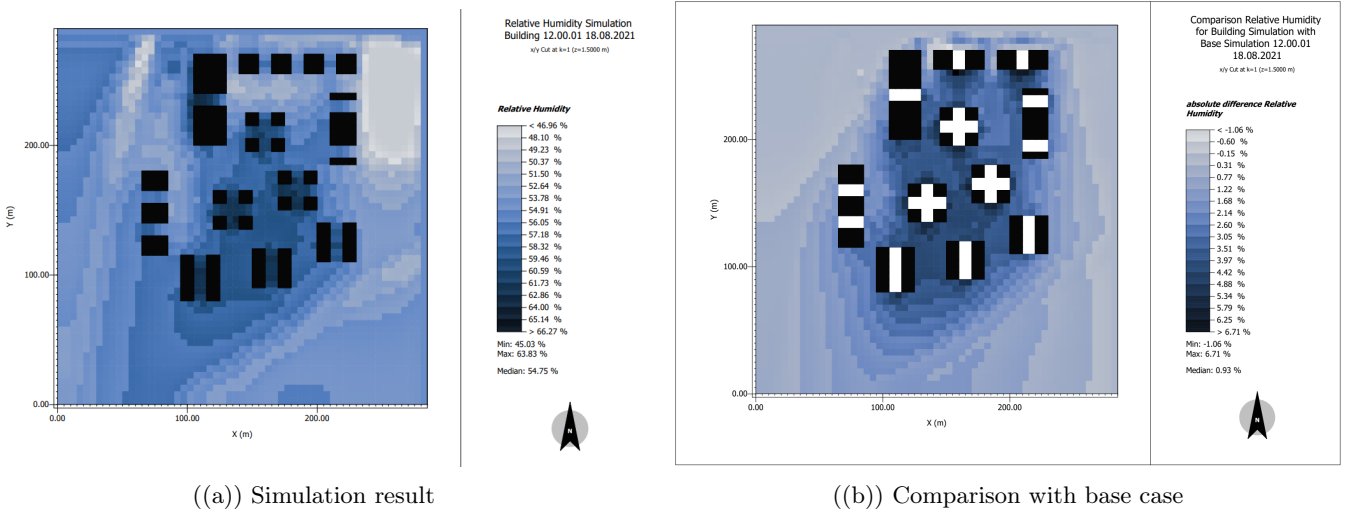 Relative Humidity Simulation
Building 12.00.01 18.08.2021
x/y Cut at k=1 (z=1.5000 m)
Relative Humidity
< 46.96 %
48.10 %
49.23 %
50.37 %
51.50 %
52.64 %
53.78 %
54.91 %
56.05 %
57.18 %
58.32 %
59.46 %
60.59 %
61.73 %
62.86 %
64.00 %
65.14 %
> 66.27 %
Min: 45.03 %
Max: 63.83 %
Median: 54.75 %
N
Y (m)
200.00
100.00
0.00
0.00
100.00
200.00
X (m)
((a)) Simulation result
Comparison Relative Humidity
for Building Simulation with
Base Simulation 12.00.01
18.08.2021
x/y Cut at k=1 (z=1.5000 m)
absolute difference Relative
Humidity
< -1.06 %
-0.60 %
-0.15 %
0.31 %
0.77 %
1.22 %
1.68 %
2.14 %
2.60 %
3.05 %
3.51 %
3.97 %
4.42 %
4.88 %
5.34 %
5.79 %
6.25 %
> 6.71 %
Min: -1.06 %
Max: 6.71 %
Median: 0.93 %
N
Y (m)
200.00
100.00
0.00
0.00
100.00
200.00
X (m)
((b)) Comparison with base case